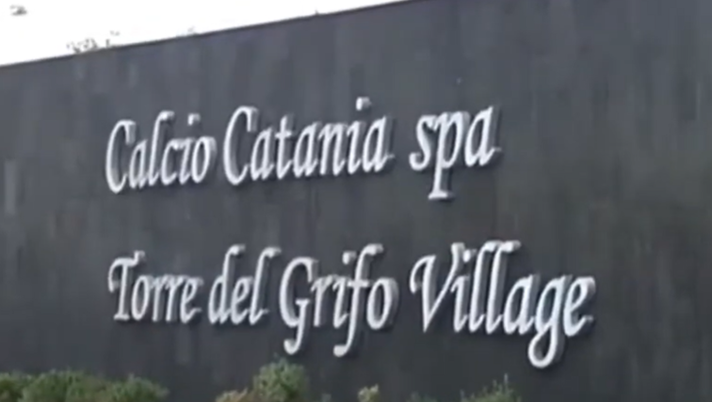 Calcio Catania spa
Torre del Grifo Village